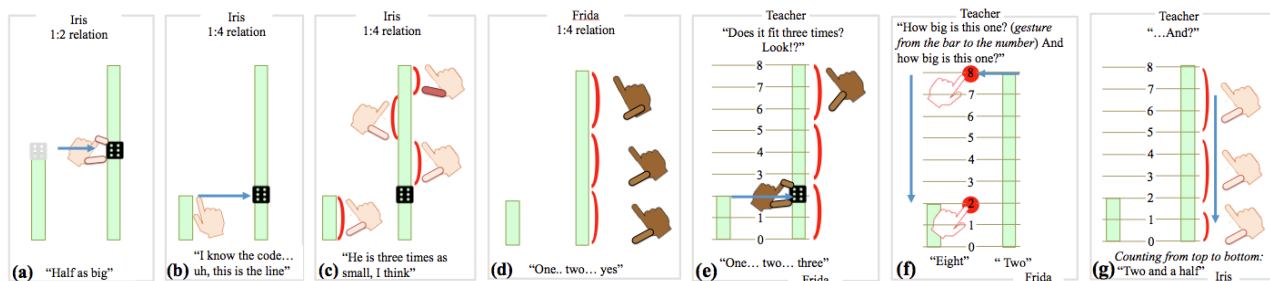 Iris
1:2 relation
(a)
“Half as big”
Iris
1:4 relation
(b)
“I know the code…
uh, this is the line”
Iris
1:4 relation
(c)
“He is three times as
small, I think”
Frida
1:4 relation
(d)
“One.. two… yes”
Teacher
“Does it fit three times?
Look!?”
8
7
6
5
4
3
2
1
0
(e)
“One… two… three”
Frida
Teacher
“How big is this one? (gesture
from the bar to the number) And
how big is this one?”
8
7
6
5
4
3
2
1
0
(f)
“Eight”
“ Two”
Frida
Teacher
“…And?”
8
7
6
5
4
3
2
1
0
(g)
Counting from top to bottom:
“Two and a half”
Iris